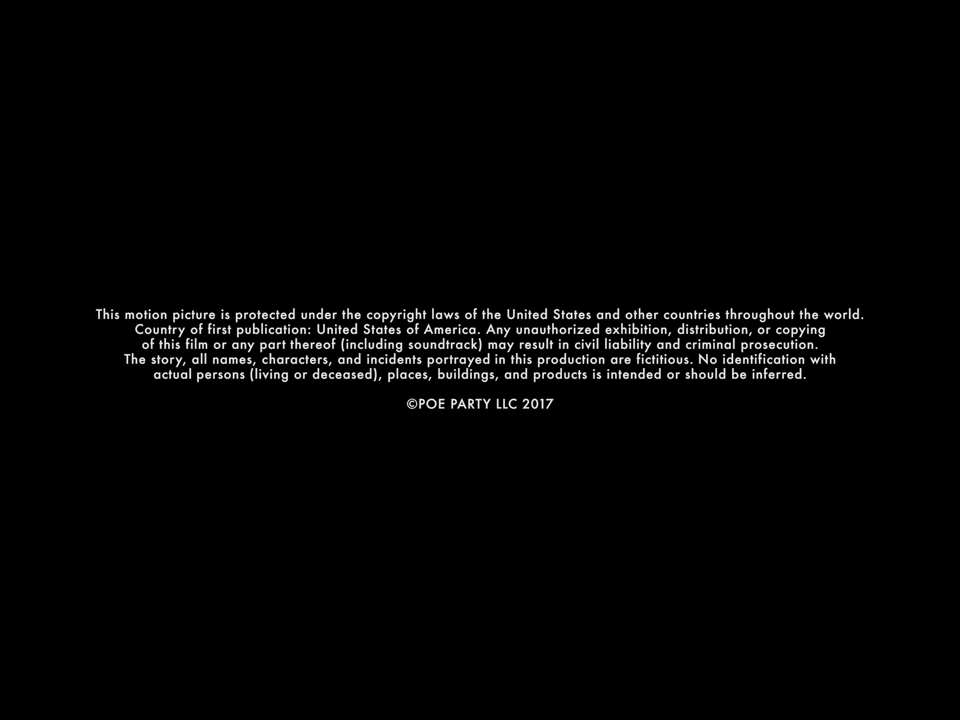 This motion picture is protected under the copyright laws of the United States and other countries throughout the world.
Country of first publication: United States of America. Any unauthorized exhibition, distribution, or copying
of this film or any part thereof (including soundtrack) may result in civil liability and criminal prosecution.
The story, all names, characters, and incidents portrayed in this production are fictitious. No identification with
actual persons (living or deceased), places, buildings, and products is intended or should be inferred.
©POE PARTY LLC 2017